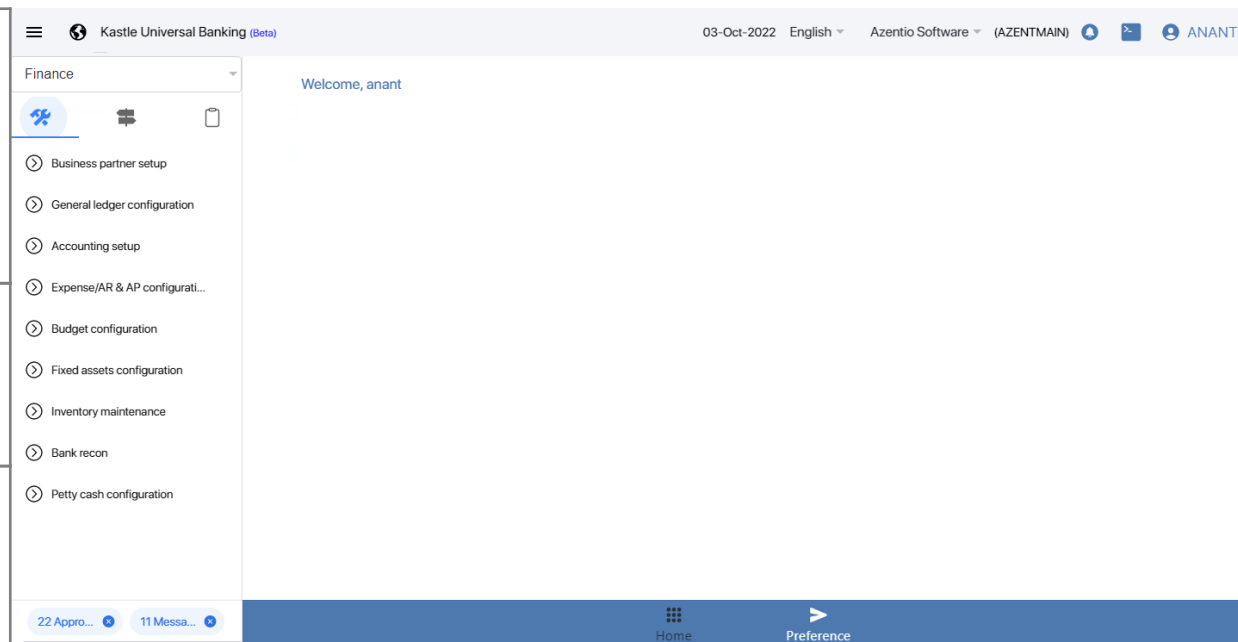 Kastle Universal Banking (Beta)
03-Oct-2022 English Azentio Software (AZENTMAIN) ANANT
Finance
Welcome, anant
Business partner setup
General ledger configuration
Accounting setup
Expense/AR & AP configurati...
Budget configuration
Fixed assets configuration
Inventory maintenance
Bank recon
Petty cash configuration
22 Appro... 11 Messa...
Home Preference